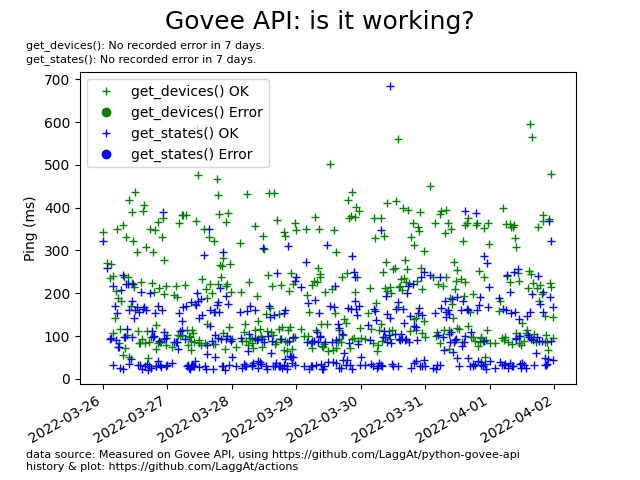 Govee API: is it working?
get_devices(): No recorded error in 7 days.
get_states(): No recorded error in 7 days.
700
600
500
400
300
200
100
0
Ping (ms)
get_devices() OK
get_devices() Error
get_states() OK
get_states() Error
2022-03-26
2022-03-27
2022-03-28
2022-03-29
2022-03-30
2022-03-31
2022-04-01
2022-04-02
data source: Measured on Govee API, using https://github.com/LaggAt/python-govee-api
history & plot: https://github.com/LaggAt/actions